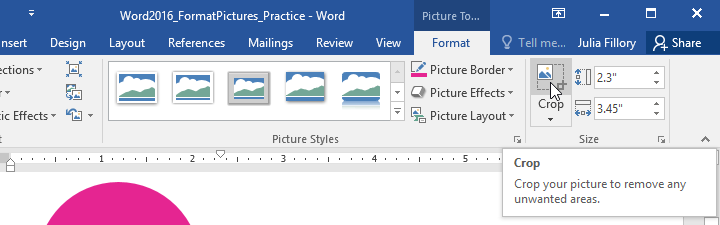 Word2016_FormatPictures_Practice - Word
Picture To...
nsert Design Layout References Mailings Review View Format Tell me... Julia Fillory Share
ections
Picture Border
2.3"
Picture Effects
Crop
3.45"
tic Effects
Picture Layout
Picture Styles
Size
1 2 3 4 5
Crop
Crop your picture to remove any
unwanted areas.